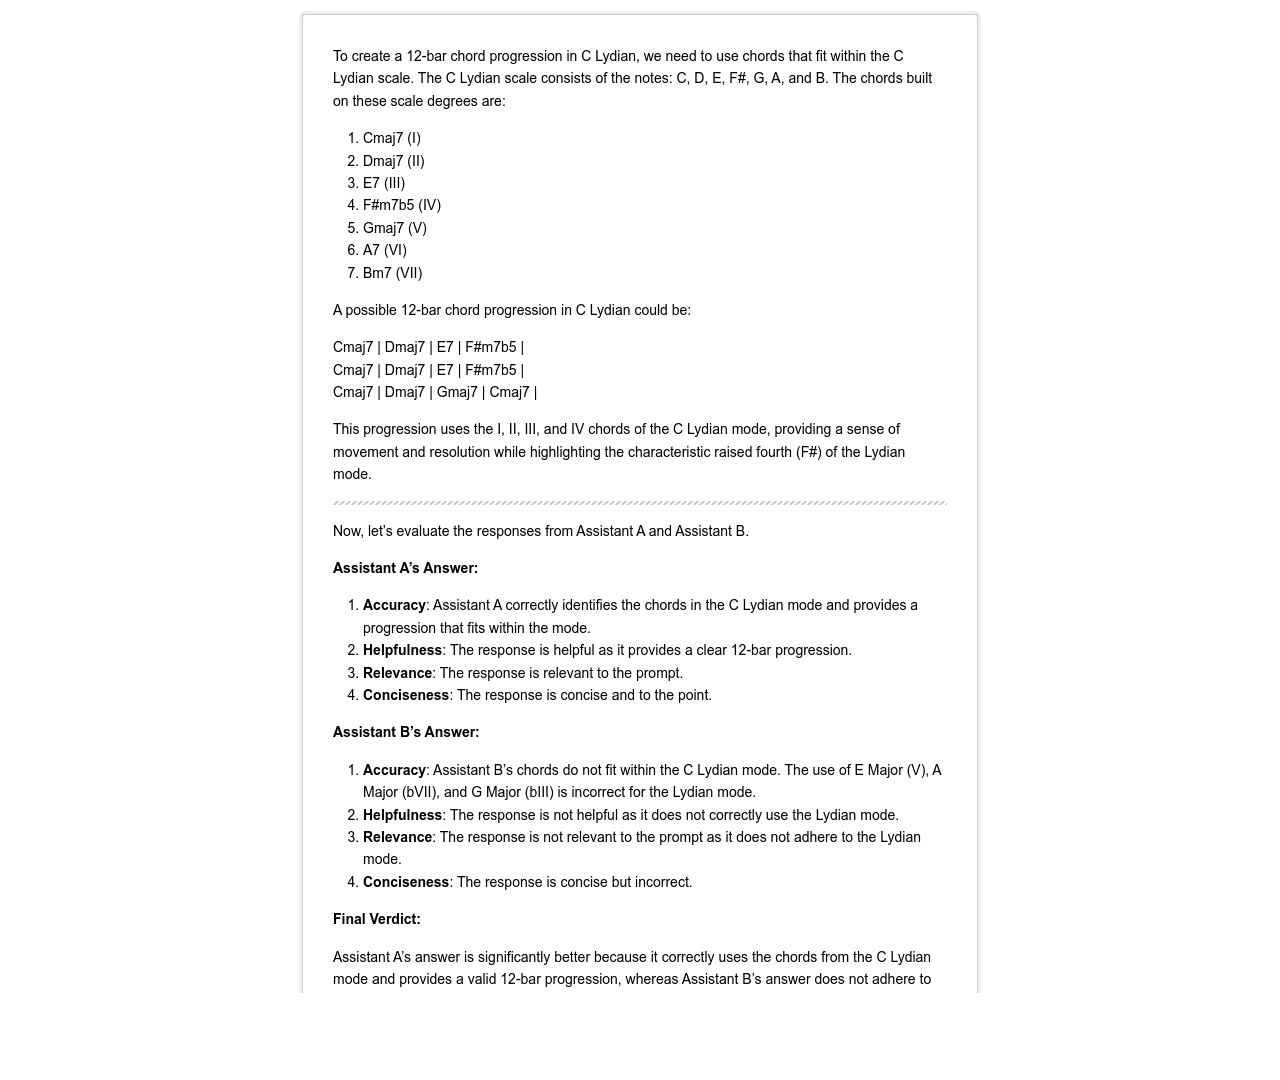 To create a 12-bar chord progression in C Lydian, we need to use chords that fit within the C
Lydian scale. The C Lydian scale consists of the notes: C, D, E, F#, G, A, and B. The chords built
on these scale degrees are:
1. Cmaj7 (I)
2. Dmaj7 (II)
3. E7 (III)
4. F#m7b5 (IV)
5. Gmaj7 (V)
6. A7 (VI)
7. Bm7 (VII)
A possible 12-bar chord progression in C Lydian could be:
Cmaj7 | Dmaj7 | E7 | F#m7b5 |
Cmaj7 | Dmaj7 | E7 | F#m7b5 |
Cmaj7 | Dmaj7 | Gmaj7 | Cmaj7 |
This progression uses the I, II, III, and IV chords of the C Lydian mode, providing a sense of
movement and resolution while highlighting the characteristic raised fourth (F#) of the Lydian
mode.
Now, let’s evaluate the responses from Assistant A and Assistant B.
Assistant A’s Answer:
1. Accuracy: Assistant A correctly identifies the chords in the C Lydian mode and provides a
progression that fits within the mode.
2. Helpfulness: The response is helpful as it provides a clear 12-bar progression.
3. Relevance: The response is relevant to the prompt.
4. Conciseness: The response is concise and to the point.
Assistant B’s Answer:
1. Accuracy: Assistant B’s chords do not fit within the C Lydian mode. The use of E Major (V), A
Major (bVII), and G Major (bIII) is incorrect for the Lydian mode.
2. Helpfulness: The response is not helpful as it does not correctly use the Lydian mode.
3. Relevance: The response is not relevant to the prompt as it does not adhere to the Lydian
mode.
4. Conciseness: The response is concise but incorrect.
Final Verdict:
Assistant A’s answer is significantly better because it correctly uses the chords from the C Lydian
mode and provides a valid 12-bar progression, whereas Assistant B’s answer does not adhere to